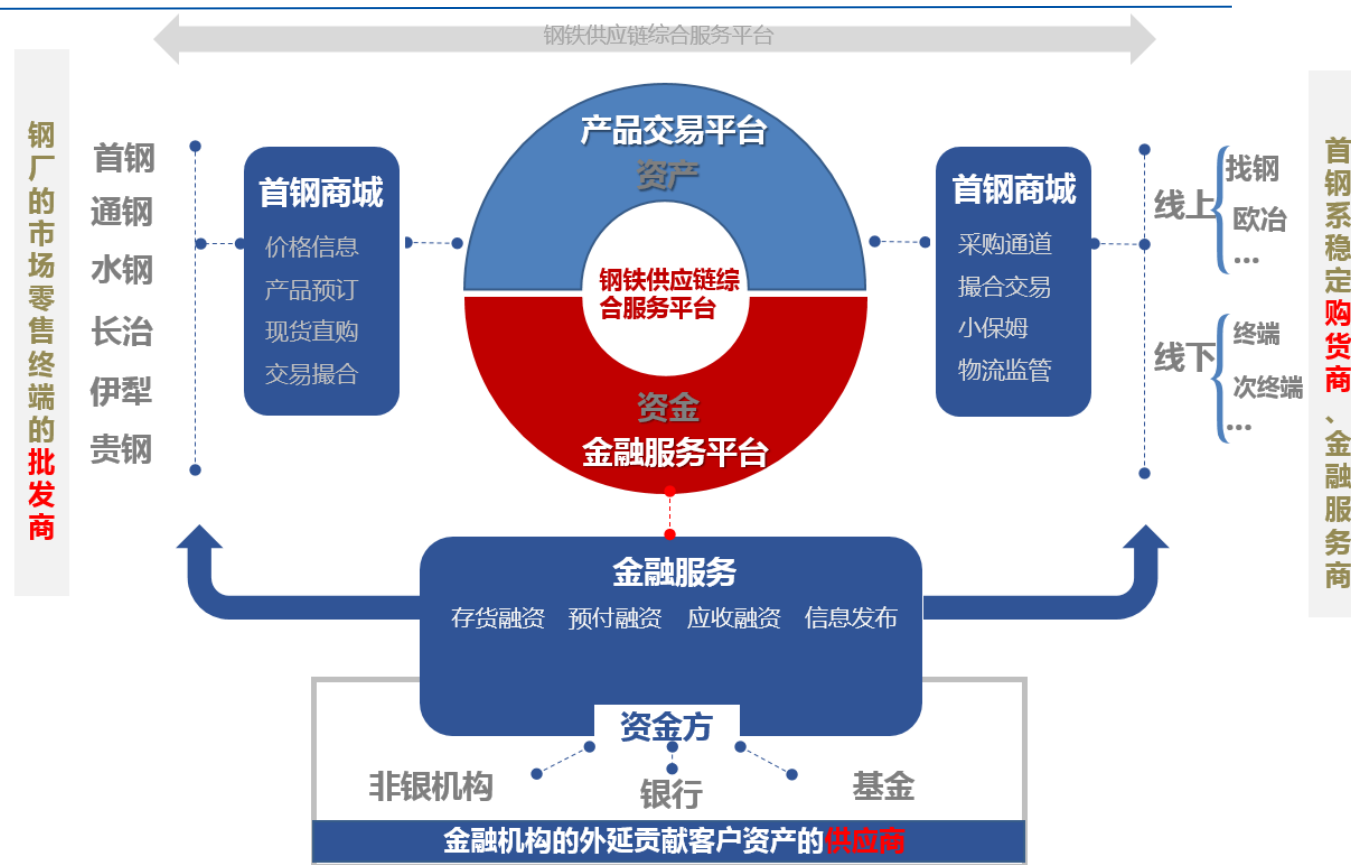 钢铁供应链综合服务平台
钢厂的市场零售终端的批发商
首钢
通钢
水钢
长治
伊犁
贵钢
首钢商城
价格信息
产品预订
现货直购
交易撮合
产品交易平台
资产
钢铁供应链综
合服务平台
资金
金融服务平台
首钢商城
采购通道
撮合交易
小保姆
物流监管
线上
找钢
欧冶
...
线下
终端
次终端
...
首钢系稳定购货商、金融服务商
金融服务
存货融资 预付融资 应收融资 信息发布
资金方
非银机构
银行
基金
金融机构的外延贡献客户资产的供应商